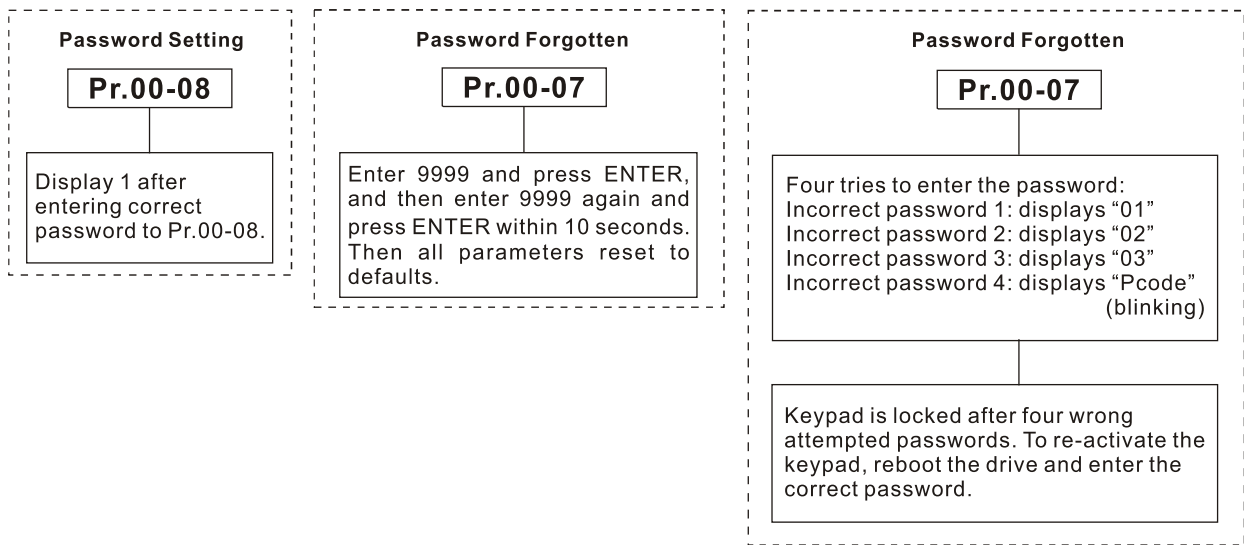 Password Setting
Pr.00-08
Display 1 after
entering correct
password to Pr.00-08.
Password Forgotten
Pr.00-07
Enter 9999 and press ENTER,
and then enter 9999 again and
press ENTER within 10 seconds.
Then all parameters reset to
defaults.
Password Forgotten
Pr.00-07
Four tries to enter the password:
Incorrect password 1: displays “01”
Incorrect password 2: displays “02”
Incorrect password 3: displays “03”
Incorrect password 4: displays “Pcode”
(blinking)
Keypad is locked after four wrong
attempted passwords. To re-activate the
keypad, reboot the drive and enter the
correct password.